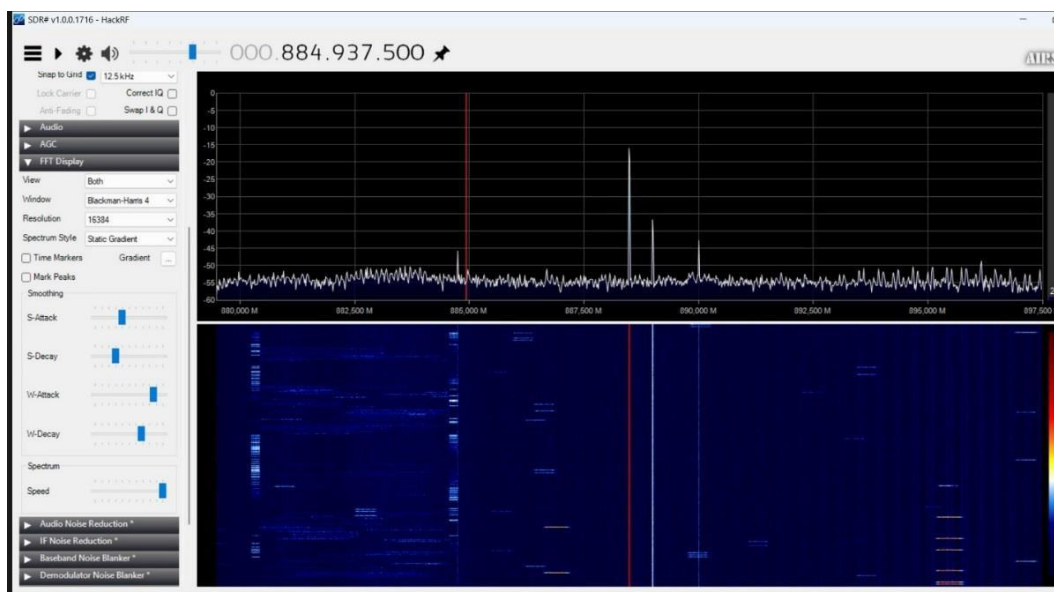 SDR# v1.0.0.1716 - HackRF
000.884.937.500
Snap to Grid 12.5 kHz
Lock Carrier Correct IQ
Anti-Fading Swap I & Q
Audio
AGC
FFT Display
View Both
Window Blackman-Harris 4
Resolution 16384
Spectrum Style Static Gradient
Time Markers Gradient ...
Mark Peaks
Smoothing
S-Attack
S-Decay
W-Attack
W-Decay
Spectrum
Speed
Audio Noise Reduction *
IF Noise Reduction *
Baseband Noise Blanker *
Demodulator Noise Blanker *
0
-5
-10
-15
-20
-25
-30
-35
-40
-45
-50
-55
-60
880,000 M 882,500 M 885,000 M 887,500 M 890,000 M 892,500 M 895,000 M 897,500
2